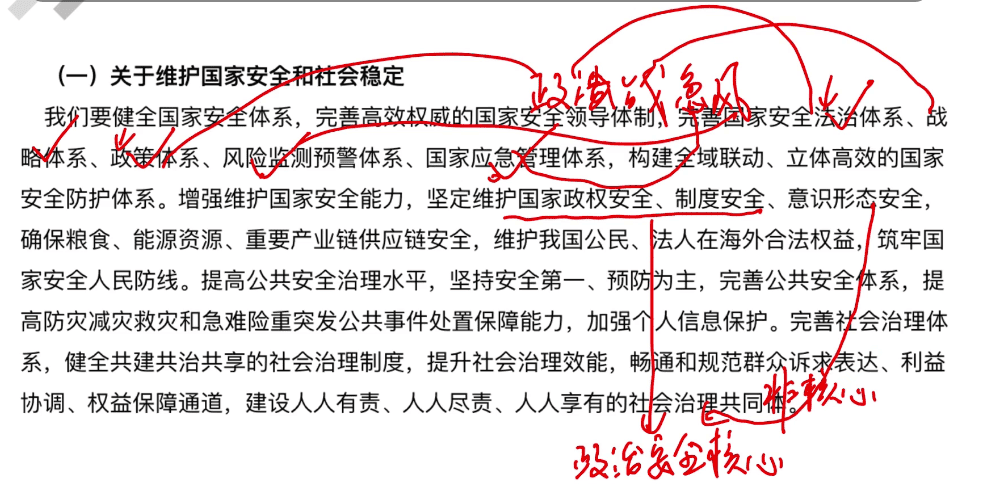 （一）关于维护国家安全和社会稳定
政法战急风
我们要健全国家安全体系，完善高效权威的国家安全领导体制，完善国家安全法治体系、战
略体系、政策体系、风险监测预警体系、国家应急管理体系，构建全域联动、立体高效的国家
安全防护体系。增强维护国家安全能力，坚定维护国家政权安全、制度安全、意识形态安全，
确保粮食、能源资源、重要产业链供应链安全，维护我国公民、法人在海外合法权益，筑牢国
家安全人民防线。提高公共安全治理水平，坚持安全第一、预防为主，完善公共安全体系，提
高防灾减灾救灾和急难险重突发公共事件处置保障能力，加强个人信息保护。完善社会治理体
系，健全共建共治共享的社会治理制度，提升社会治理效能，畅通和规范群众诉求表达、利益
协调、权益保障通道，建设人人有责、人人尽责、人人享有的社会治理共同体。
非核心
政治安全核心